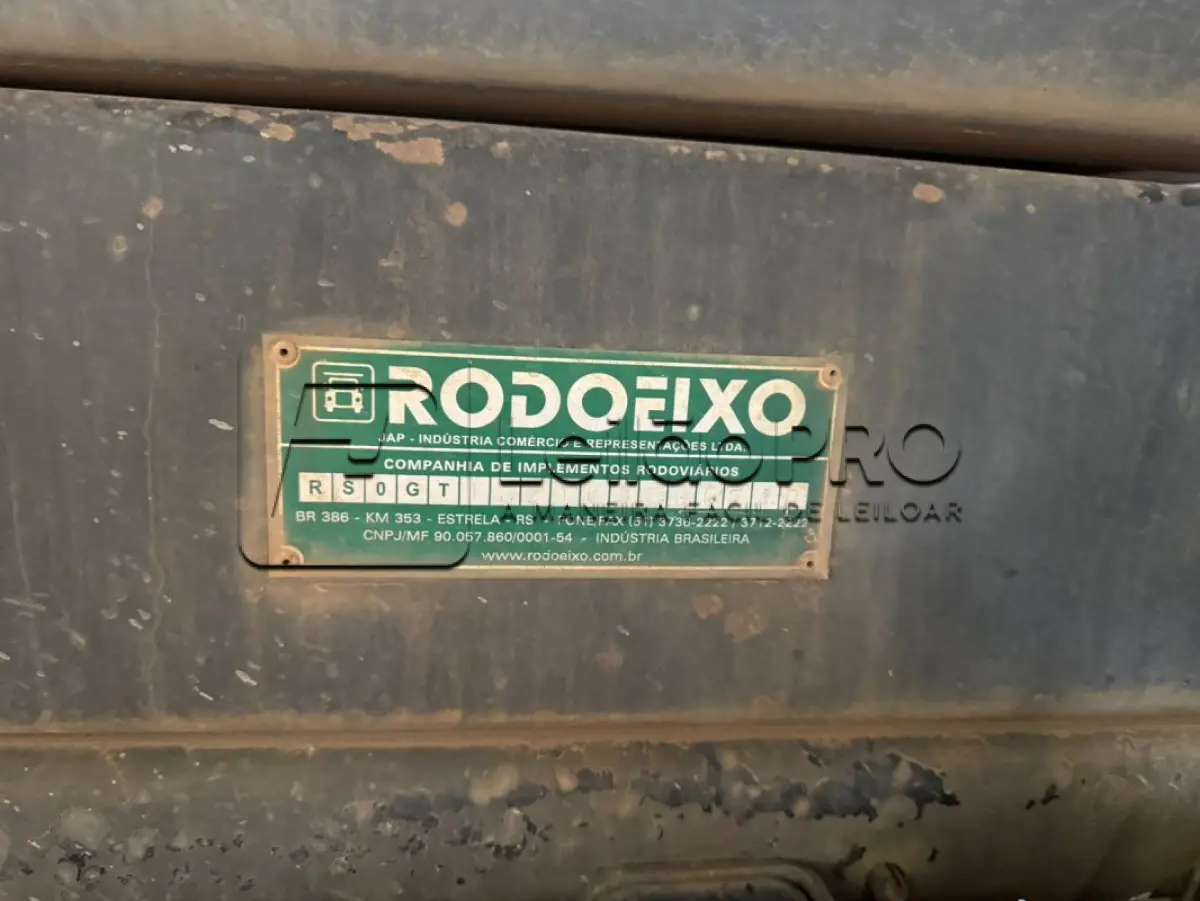 RODOEIXO
JAP - INDÚSTRIA COMÉRCIO E REPRESENTAÇÕES LTDA.
COMPANHIA DE IMPLEMENTOS RODOVIÁRIOS
RS0GT
BR 386 - KM 353 - ESTRELA - RS - FONE/FAX (51) 3736-2222 / 3712-2222
CNPJ/MF 90.057.860/0001-54 - INDÚSTRIA BRASILEIRA
www.rodoeixo.com.br
LeilãoPRO
A MANEIRA FÁCIL DE LEILOAR